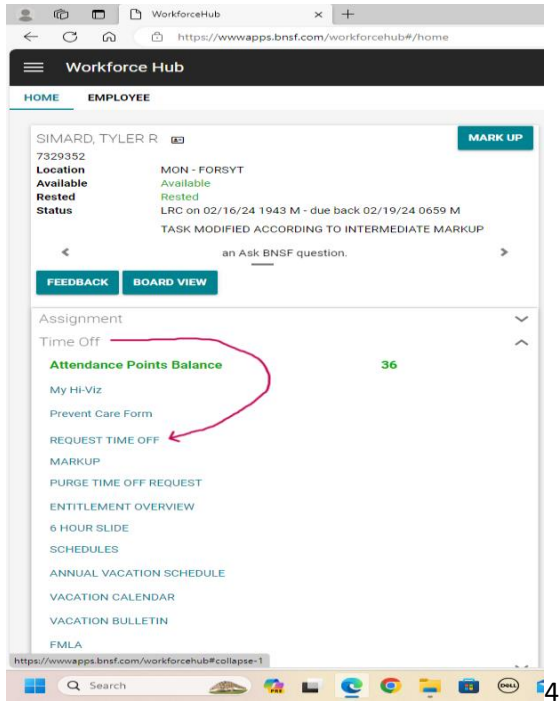 WorkforceHub
https://wwwapps.bnsf.com/workforcehub#/home
Workforce Hub
HOME EMPLOYEE
SIMARD, TYLER R
MARK UP
7329352
Location MON - FORSYT
Available Available
Rested Rested
Status LRC on 02/16/24 1943 M - due back 02/19/24 0659 M
TASK MODIFIED ACCORDING TO INTERMEDIATE MARKUP
an Ask BNSF question.
FEEDBACK BOARD VIEW
Assignment
Time Off
Attendance Points Balance 36
My Hi-Viz
Prevent Care Form
REQUEST TIME OFF
MARKUP
PURGE TIME OFF REQUEST
ENTITLEMENT OVERVIEW
6 HOUR SLIDE
SCHEDULES
ANNUAL VACATION SCHEDULE
VACATION CALENDAR
VACATION BULLETIN
FMLA
https://wwwapps.bnsf.com/workforcehub#collapse-1
Search
DELL
4